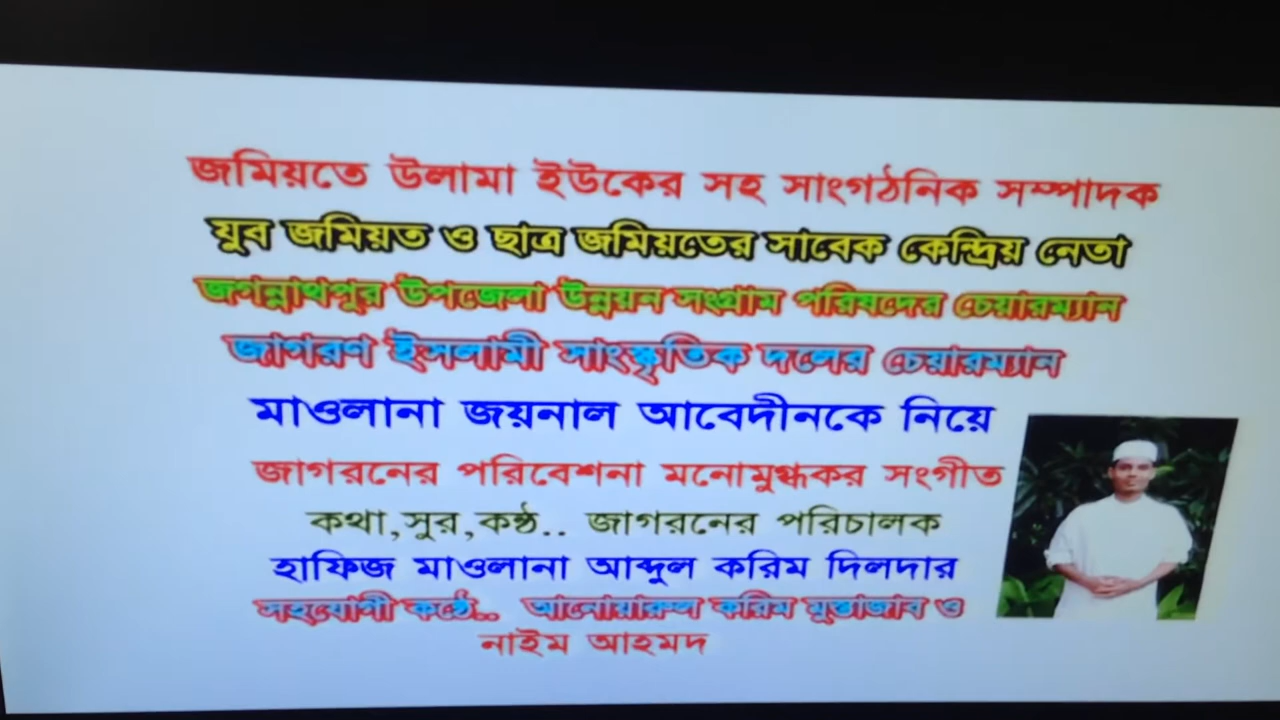 জমিয়তে উলামা ইউকের সহ সাংগঠনিক সম্পাদক
যুব জমিয়ত ও ছাত্র জমিয়তের সাবেক কেন্দ্রিয় নেতা
জগন্নাথপুর উপজেলা উন্নয়ন সংগ্রাম পরিষদের চেয়ারম্যান
জাগরণ ইসলামী সাংস্কৃতিক দলের চেয়ারম্যান
মাওলানা জয়নাল আবেদীনকে নিয়ে
জাগরনের পরিবেশনা মনোমুগ্ধকর সংগীত
কথা,সুর,কন্ঠ.. জাগরনের পরিচালক
হাফিজ মাওলানা আব্দুল করিম দিলদার
সহযোগী কন্ঠে.. আনোয়ারুল করিম মুস্তাজাব ও
নাইম আহমদ